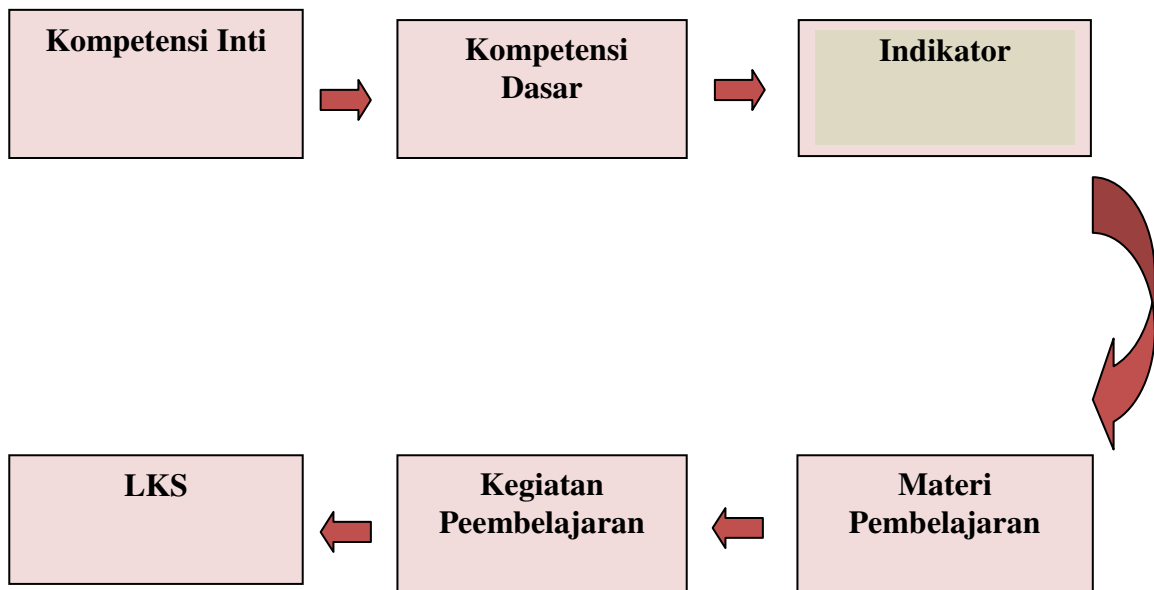 Kompetensi Inti
Kompetensi
Dasar
Indikator
LKS
Kegiatan
Peembelajaran
Materi
Pembelajaran